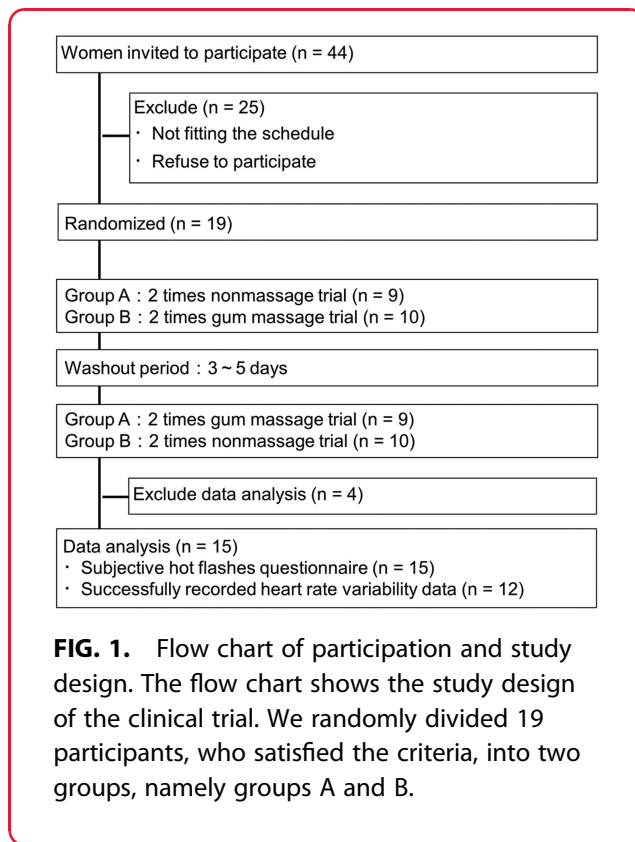 Women invited to participate (n = 44)
Exclude (n = 25)
· Not fitting the schedule
· Refuse to participate
Randomized (n = 19)
Group A : 2 times nonmassage trial (n = 9)
Group B : 2 times gum massage trial (n = 10)
Washout period : 3 ~ 5 days
Group A : 2 times gum massage trial (n = 9)
Group B : 2 times nonmassage trial (n = 10)
Exclude data analysis (n = 4)
Data analysis (n = 15)
· Subjective hot flashes questionnaire (n = 15)
· Successfully recorded heart rate variability data (n = 12)
FIG. 1. Flow chart of participation and study
design. The flow chart shows the study design
of the clinical trial. We randomly divided 19
participants, who satisfied the criteria, into two
groups, namely groups A and B.